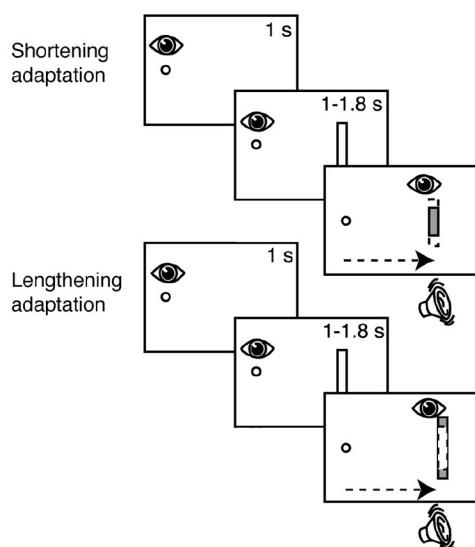 Shortening
adaptation
1 s
1-1.8 s
Lengthening
adaptation
1 s
1-1.8 s